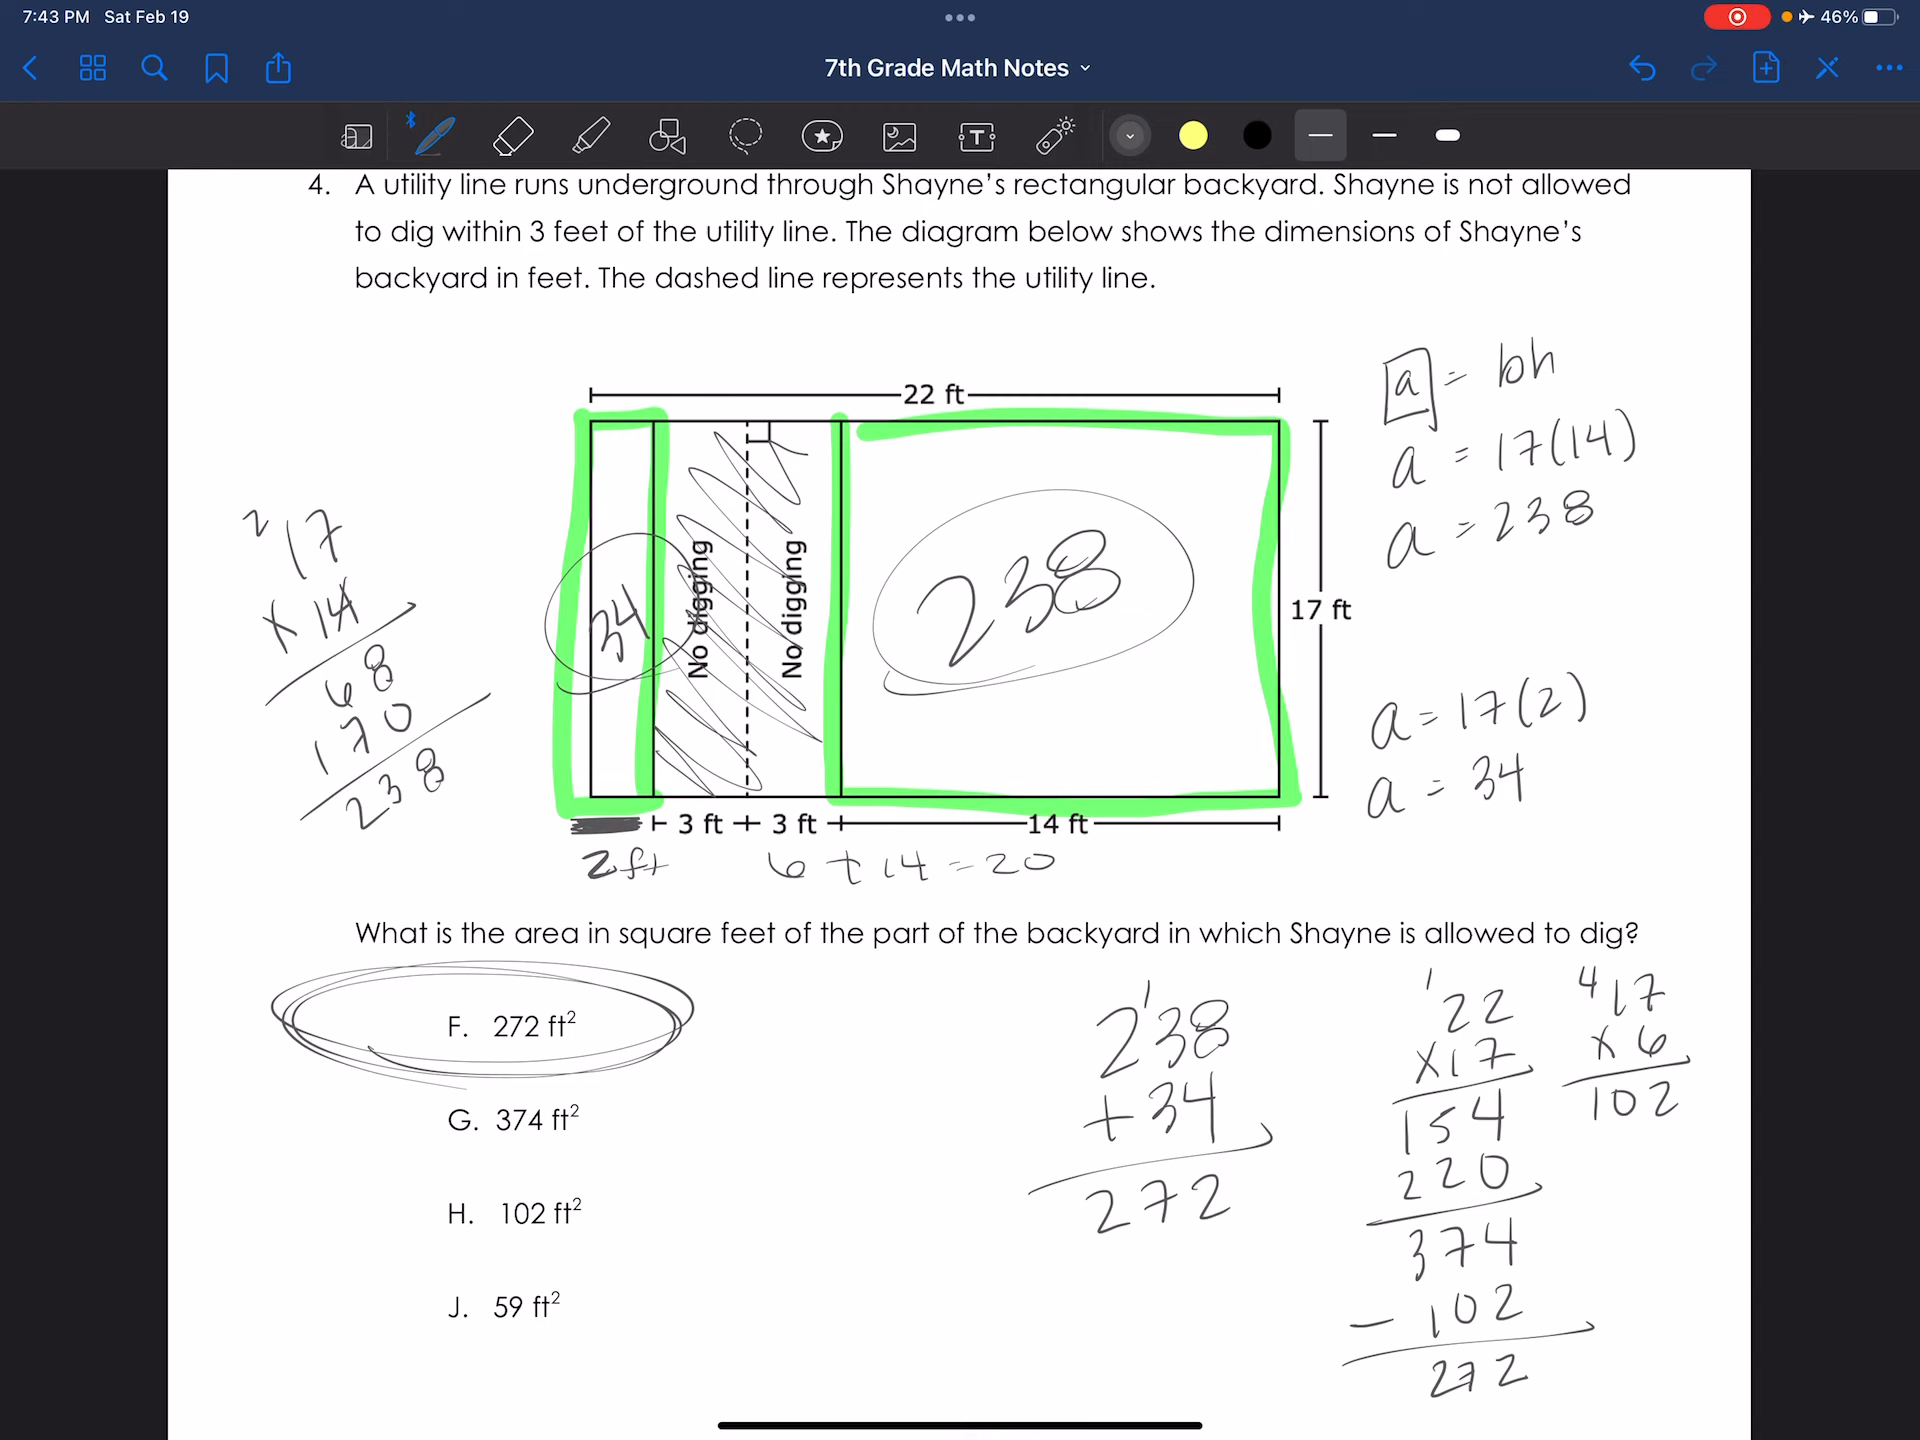 7:43 PM Sat Feb 19
46%
7th Grade Math Notes
4. A utility line runs underground through Shayne’s rectangular backyard. Shayne is not allowed
to dig within 3 feet of the utility line. The diagram below shows the dimensions of Shayne’s
backyard in feet. The dashed line represents the utility line.
22 ft
a = bh
a = 17(14)
a = 238
2
17
x 14
68
170
238
34
No digging
No digging
238
17 ft
a = 17(2)
a = 34
3 ft
3 ft
14 ft
2 ft
6 + 14 = 20
What is the area in square feet of the part of the backyard in which Shayne is allowed to dig?
F. 272 ft²
G. 374 ft²
H. 102 ft²
J. 59 ft²
1
238
+ 34
272
1
22
x17
154
220
374
- 102
272
4
17
x 6
102